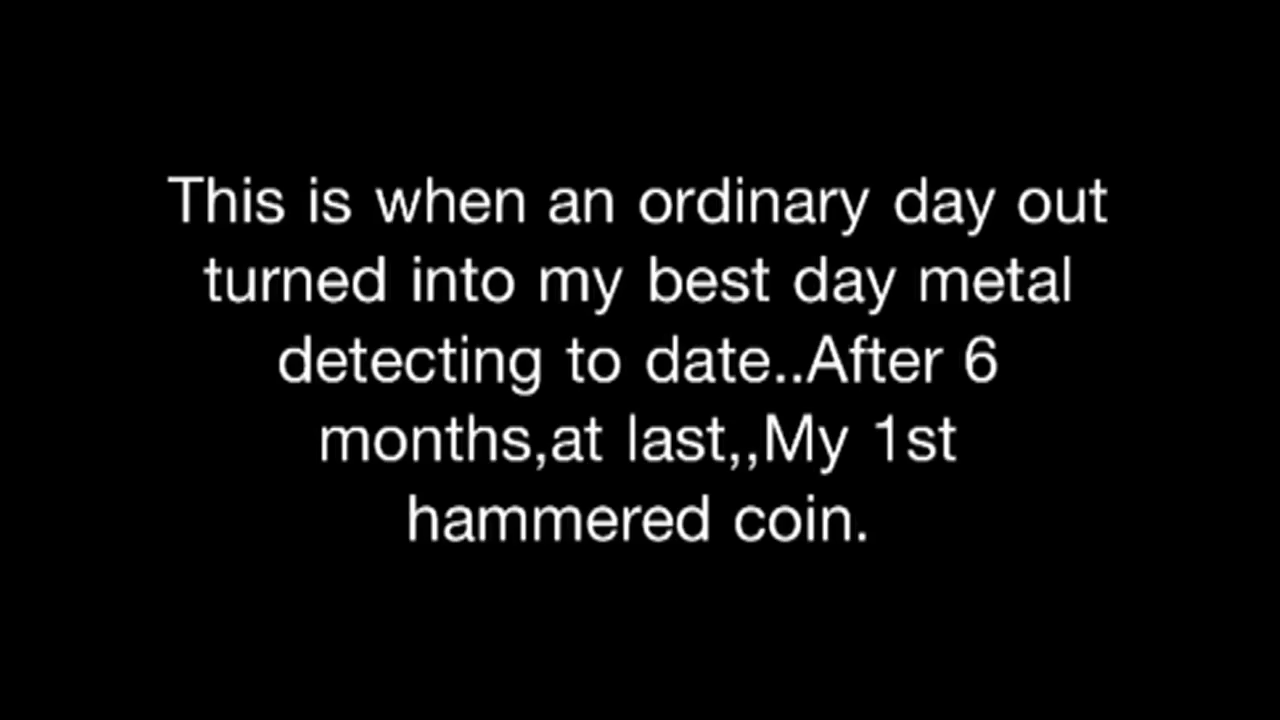 This is when an ordinary day out
turned into my best day metal
detecting to date..After 6
months,at last,,My 1st
hammered coin.